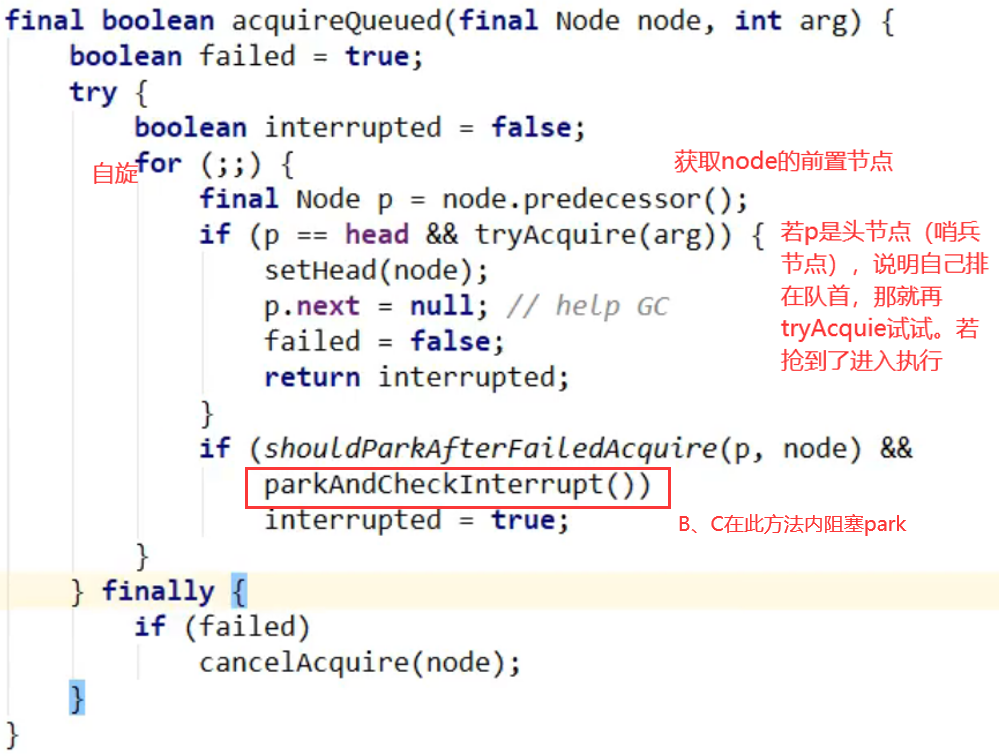 final boolean acquireQueued(final Node node, int arg) {
boolean failed = true;
try {
boolean interrupted = false;
自旋
for (;;) {
获取node的前置节点
final Node p = node.predecessor();
if (p == head && tryAcquire(arg)) {
若p是头节点（哨兵
节点），说明自己排
在队首，那就再
tryAcquie试试。若
抢到了进入执行
setHead(node);
p.next = null; // help GC
failed = false;
return interrupted;
}
if (shouldParkAfterFailedAcquire(p, node) &&
parkAndCheckInterrupt())
interrupted = true;
B、C在此方法内阻塞park
}
} finally {
if (failed)
cancelAcquire(node);
}
}